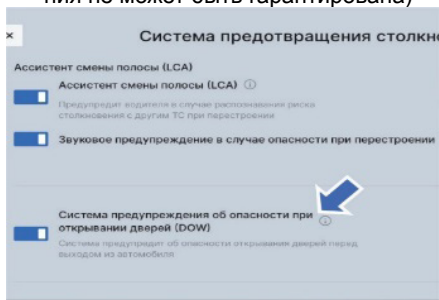 ния не может быть гарантирована)
× Система предотвращения столкно
Ассистент смены полосы (LCA)
Ассистент смены полосы (LCA) ⓘ
Предупредит водителя в случае распознавания риска
столкновения с другим ТС при перестроении
Звуковое предупреждение в случае опасности при перестроении
Система предупреждения об опасности при
открывании дверей (DOW) ⓘ
Система предупредит об опасности открывания дверей перед
выходом из автомобиля